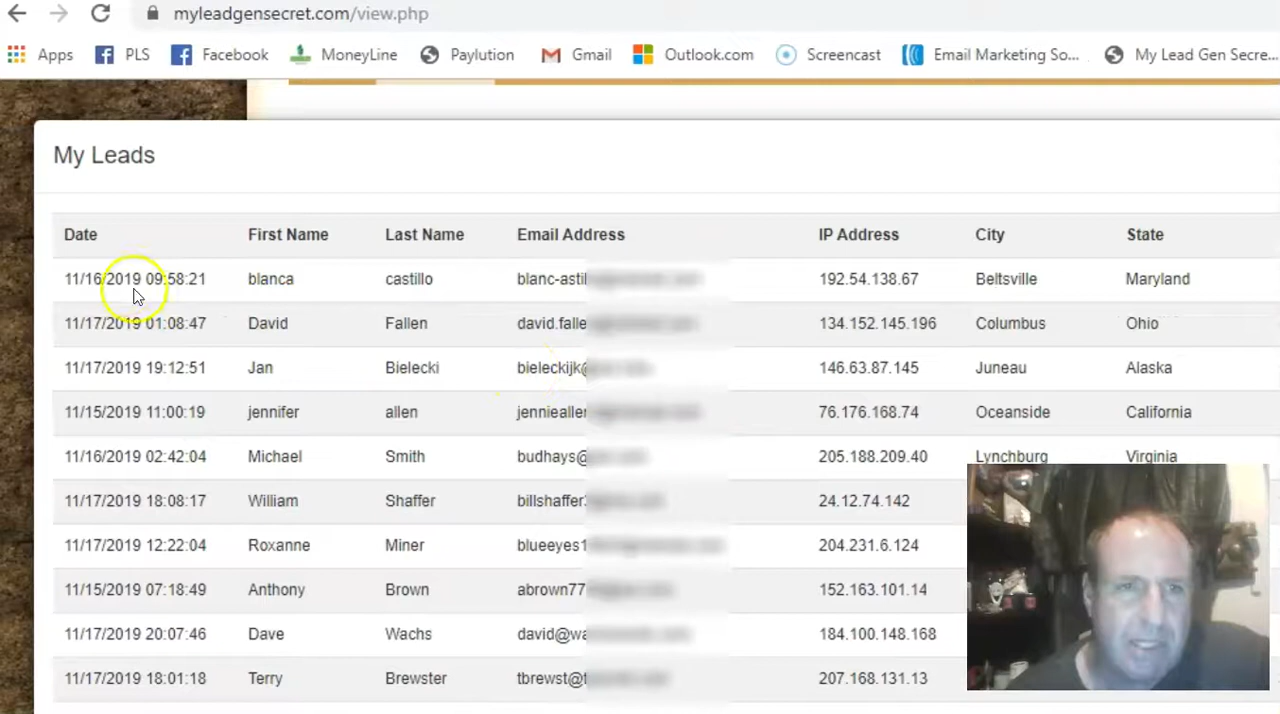 myleadgensecret.com/view.php
Apps PLS Facebook MoneyLine Paylution Gmail Outlook.com Screencast Email Marketing So... My Lead Gen Secre...
My Leads
Date First Name Last Name Email Address IP Address City State
11/16/2019 09:58:21 blanca castillo blanc-asti 192.54.138.67 Beltsville Maryland
11/17/2019 01:08:47 David Fallen david.falle 134.152.145.196 Columbus Ohio
11/17/2019 19:12:51 Jan Bielecki bieleckijk@ 146.63.87.145 Juneau Alaska
11/15/2019 11:00:19 jennifer allen jennieallen 76.176.168.74 Oceanside California
11/16/2019 02:42:04 Michael Smith budhays@ 205.188.209.40 Lynchburg Virginia
11/17/2019 18:08:17 William Shaffer billshaffer 24.12.74.142
11/17/2019 12:22:04 Roxanne Miner blueeyes1 204.231.6.124
11/15/2019 07:18:49 Anthony Brown abrown77 152.163.101.14
11/17/2019 20:07:46 Dave Wachs david@wa 184.100.148.168
11/17/2019 18:01:18 Terry Brewster tbrewst@ 207.168.131.13